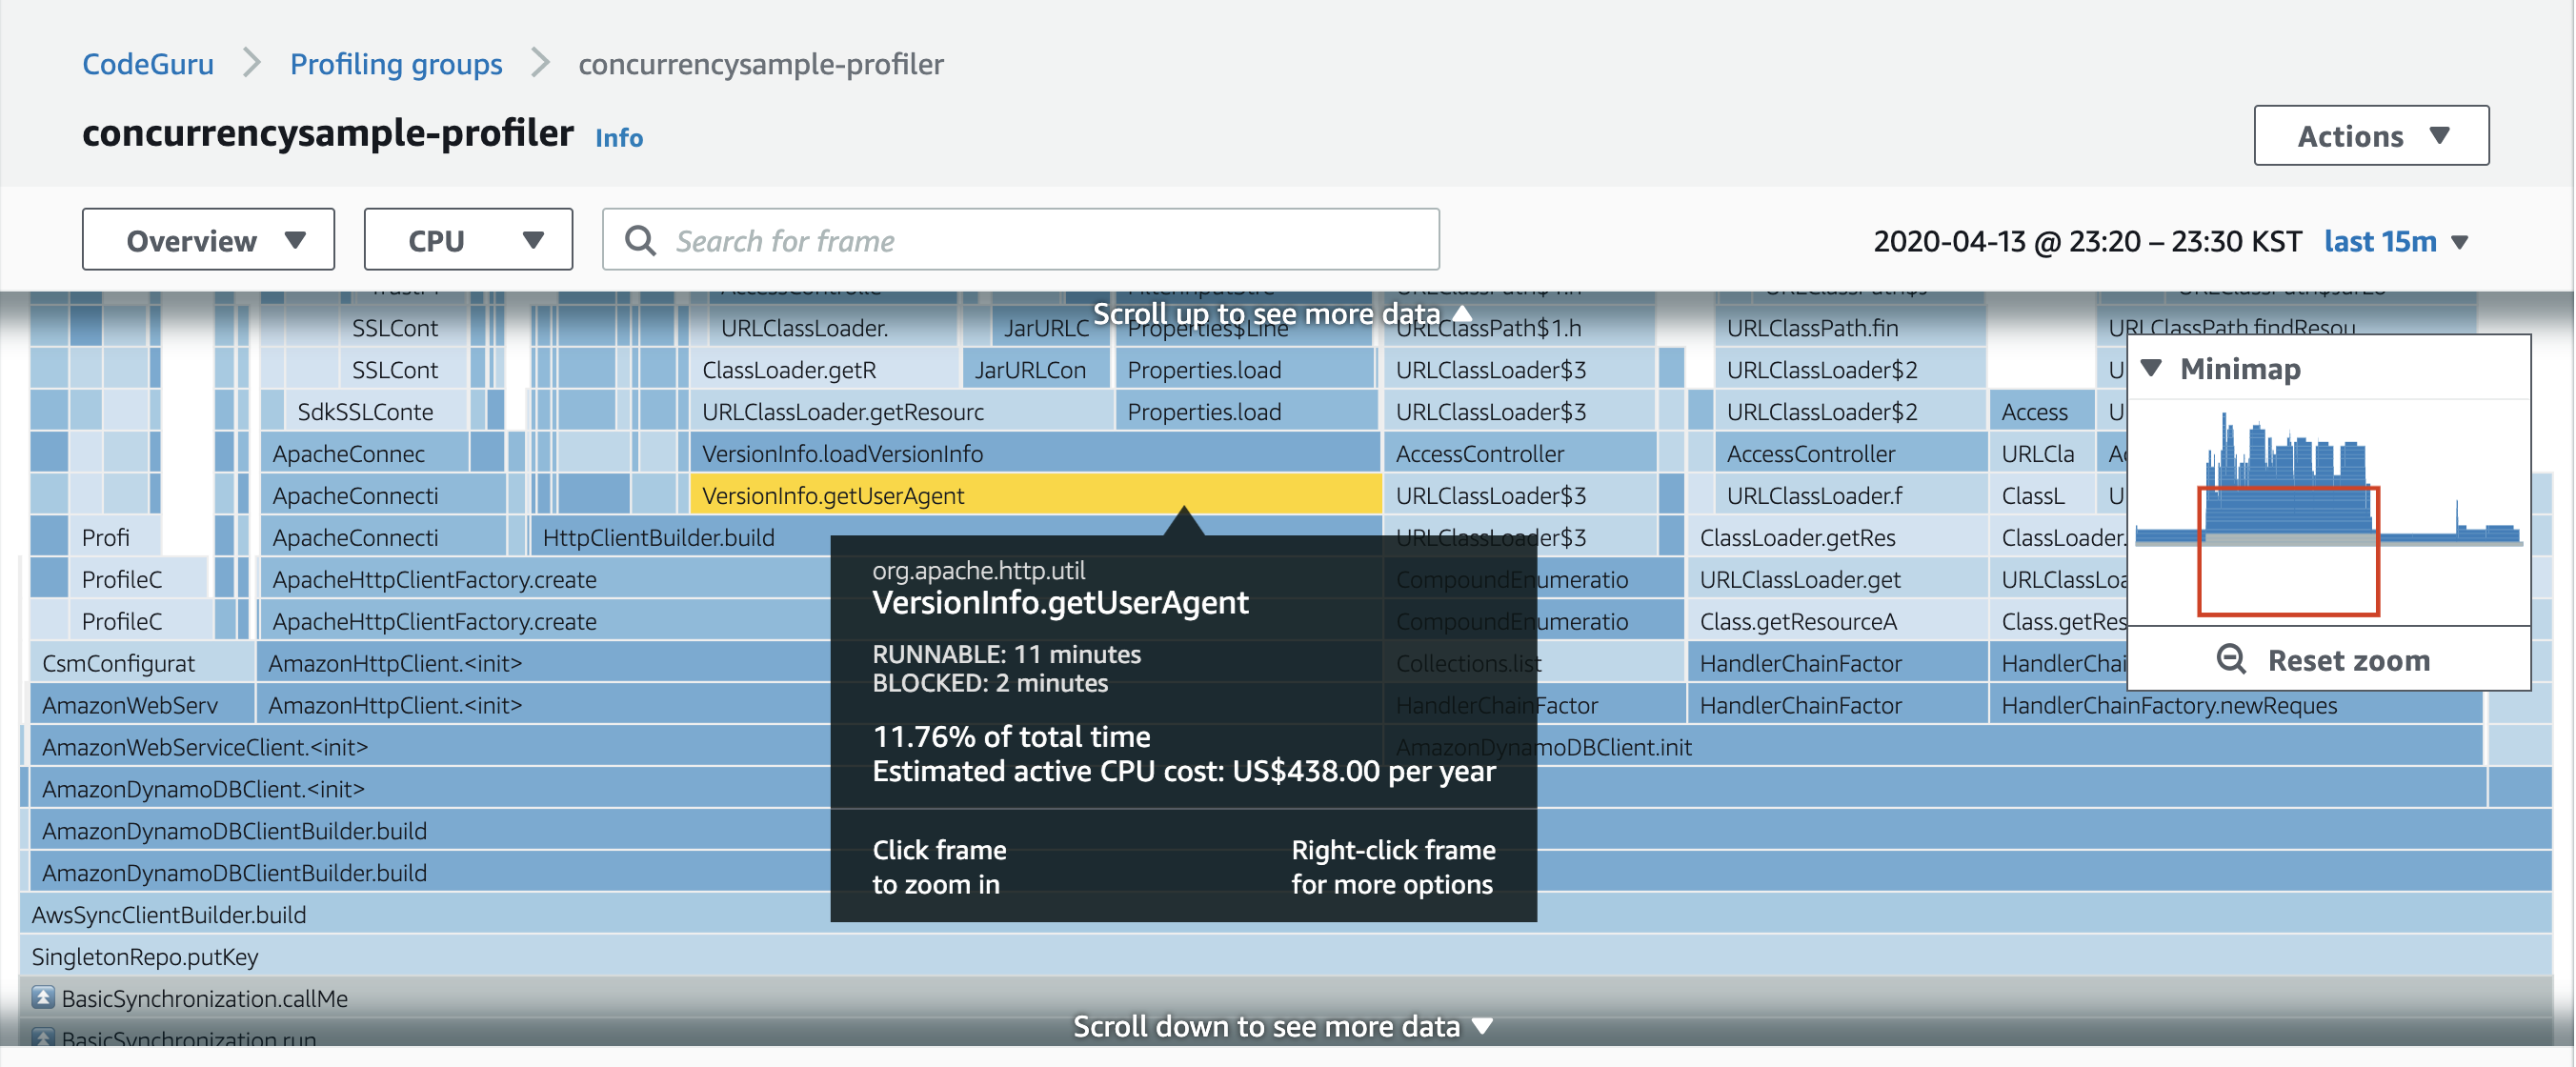 CodeGuru > Profiling groups > concurrencysample-profiler
concurrencysample-profiler Info
Actions
Overview CPU Search for frame 2020-04-13 @ 23:20 – 23:30 KST last 15m
Scroll up to see more data
SSLCont URLClassLoader. JarURLC Properties$Line URLClassPath$1.h URLClassPath.fin URLClassPath.findResou
SSLCont ClassLoader.getR JarURLCon Properties.load URLClassLoader$3 URLClassLoader$2 U
SdkSSLConte URLClassLoader.getResourc Properties.load URLClassLoader$3 URLClassLoader$2 Access U
ApacheConnec VersionInfo.loadVersionInfo AccessController AccessController URLCla Ac
ApacheConnecti VersionInfo.getUserAgent URLClassLoader$3 URLClassLoader.f ClassL U
Profi ApacheConnecti HttpClientBuilder.build URLClassLoader$3 ClassLoader.getRes ClassLoader.
ProfileC ApacheHttpClientFactory.create CompoundEnumeratio URLClassLoader.get URLClassLoa
ProfileC ApacheHttpClientFactory.create CompoundEnumeratio Class.getResourceA Class.getRes
CsmConfigurat AmazonHttpClient.<init> Collections.list HandlerChainFactor HandlerChai
AmazonWebServ AmazonHttpClient.<init> HandlerChainFactor HandlerChainFactor HandlerChainFactory.newReques
AmazonWebServiceClient.<init> AmazonDynamoDBClient.init
AmazonDynamoDBClient.<init>
AmazonDynamoDBClientBuilder.build
AmazonDynamoDBClientBuilder.build
AwsSyncClientBuilder.build
SingletonRepo.putKey
BasicSynchronization.callMe
BasicSynchronization.run
Scroll down to see more data
org.apache.http.util
VersionInfo.getUserAgent
RUNNABLE: 11 minutes
BLOCKED: 2 minutes
11.76% of total time
Estimated active CPU cost: US$438.00 per year
Click frame
to zoom in
Right-click frame
for more options
Minimap
Reset zoom